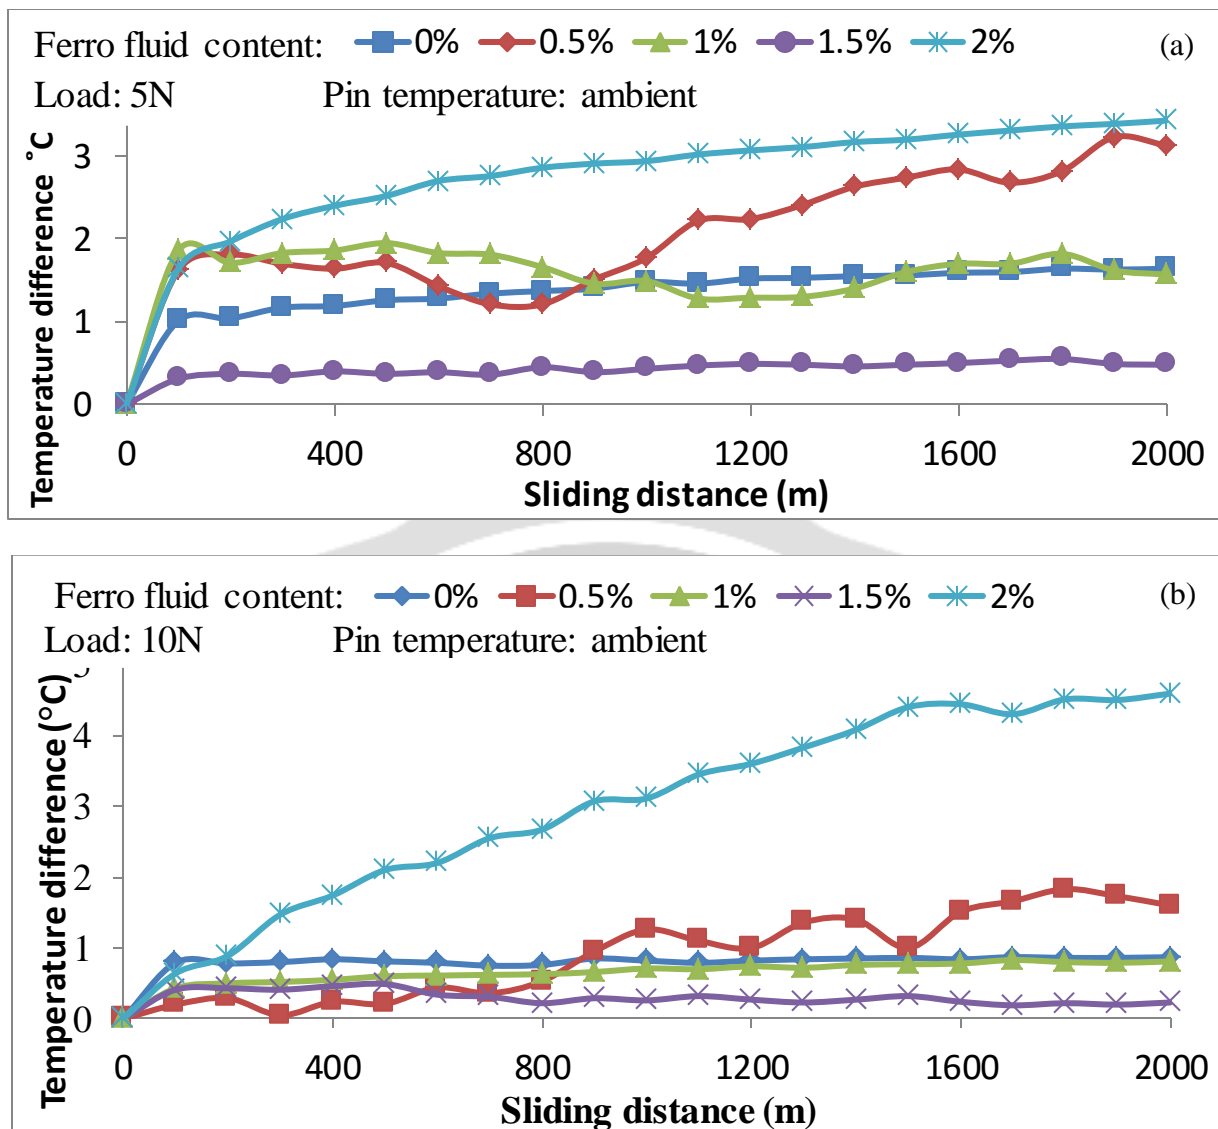 Ferro fluid content: 0% 0.5% 1% 1.5% 2% (a)
Load: 5N Pin temperature: ambient
Temperature difference ˚C
3
2
1
0
0 400 800 1200 1600 2000
Sliding distance (m)
Ferro fluid content: 0% 0.5% 1% 1.5% 2% (b)
Load: 10N Pin temperature: ambient
Temperature difference (°C)
5
4
3
2
1
0
0 400 800 1200 1600 2000
Sliding distance (m)